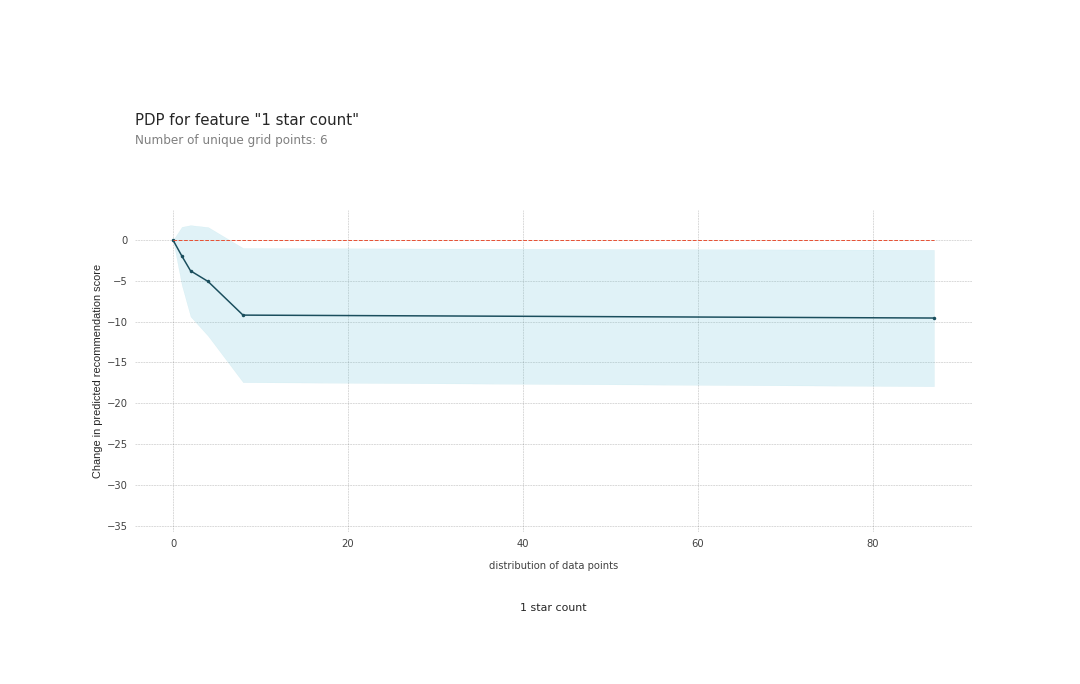 PDP for feature "1 star count"
Number of unique grid points: 6
Change in predicted recommendation score
0
−5
−10
−15
−20
−25
−30
−35
0 20 40 60 80
distribution of data points
1 star count